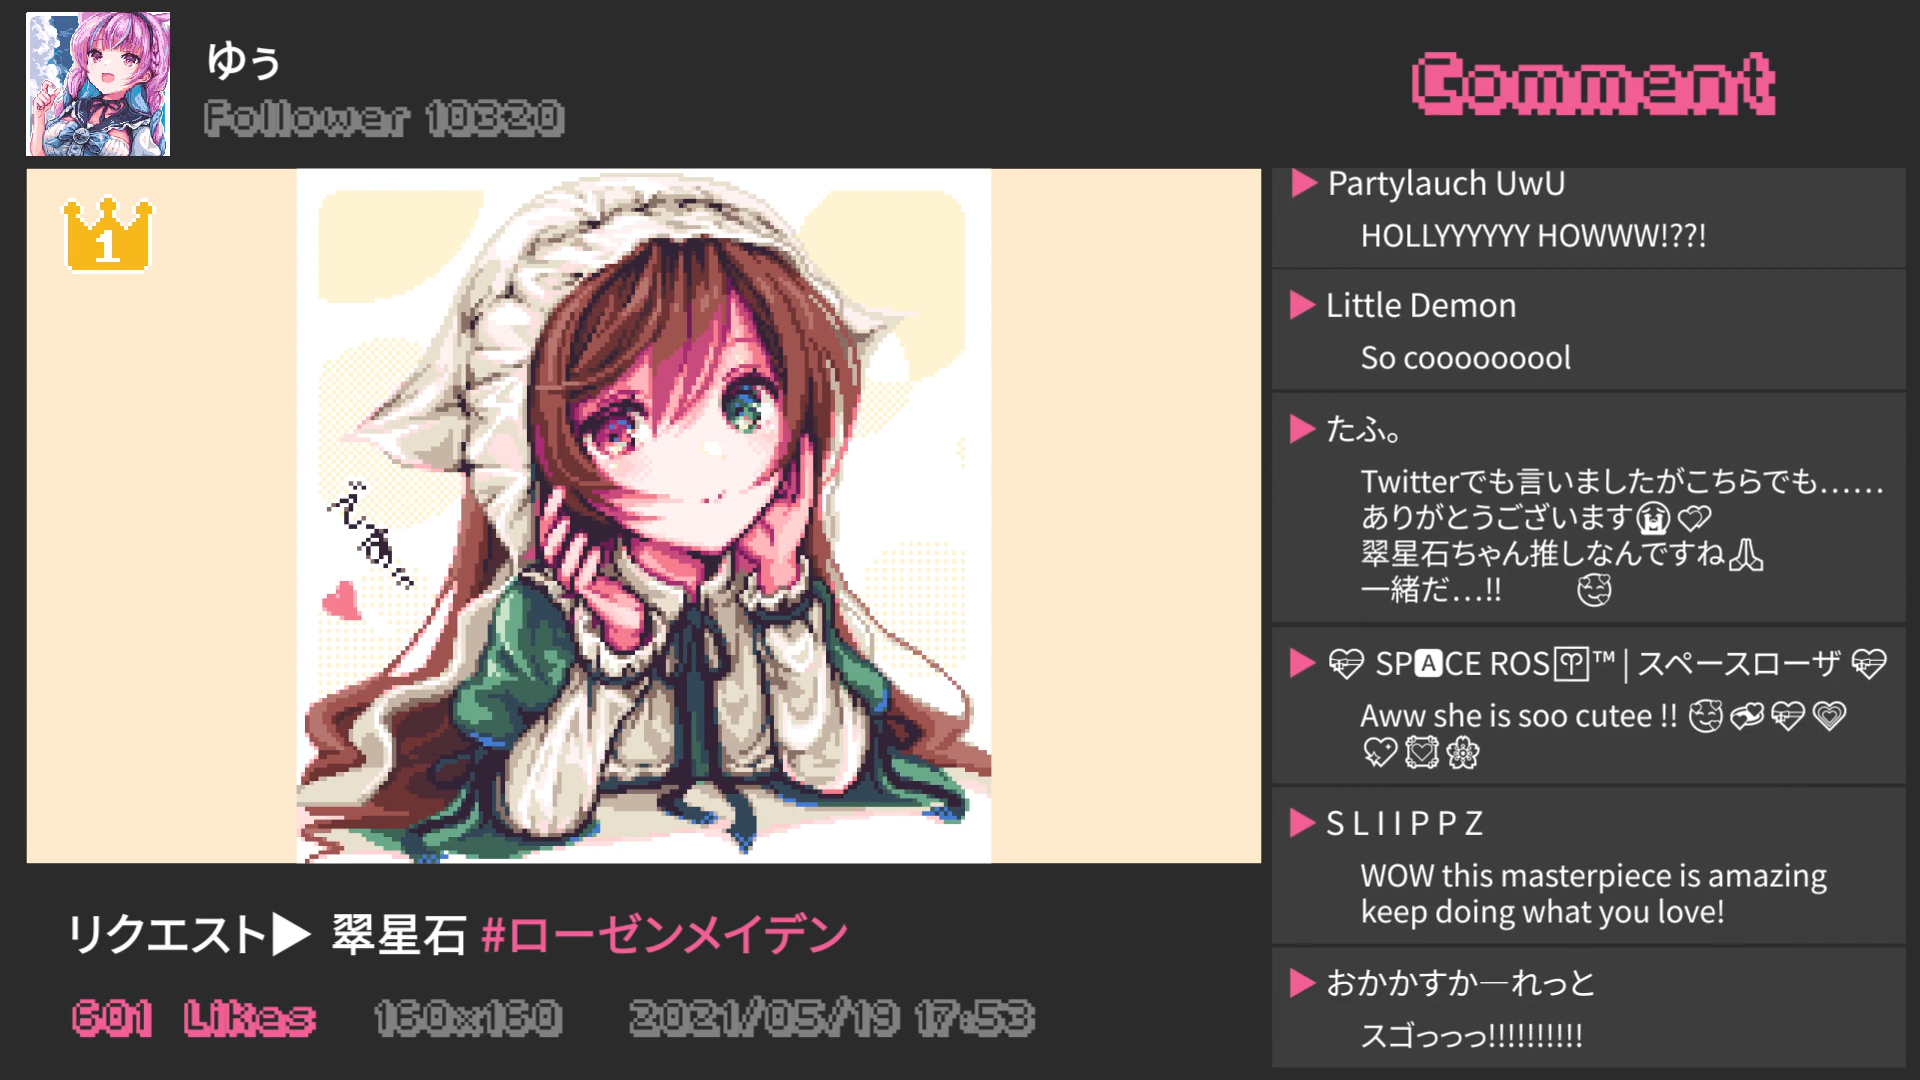 ゆぅ
Follower 10320
Comment
1
Partylauch UwU
HOLLYYYYYY HOWWW!??!
Little Demon
So cooooooool
たふ。
Twitterでも言いましたがこちらでも……
ありがとうございます😭💞
翠星石ちゃん推しなんですね🙏
一緒だ…!! 🥰
💝 SP🅰CE ROS♈™ | スペースローザ 💝
Aww she is soo cutee !! 🥰💞💝💗
💖💟🌸
S L I I P P Z
WOW this masterpiece is amazing
keep doing what you love!
おかかすかーれっと
スゴっっっ!!!!!!!!!!
リクエスト▶ 翠星石 #ローゼンメイデン
601 Likes 160x160 2021/05/19 17:53